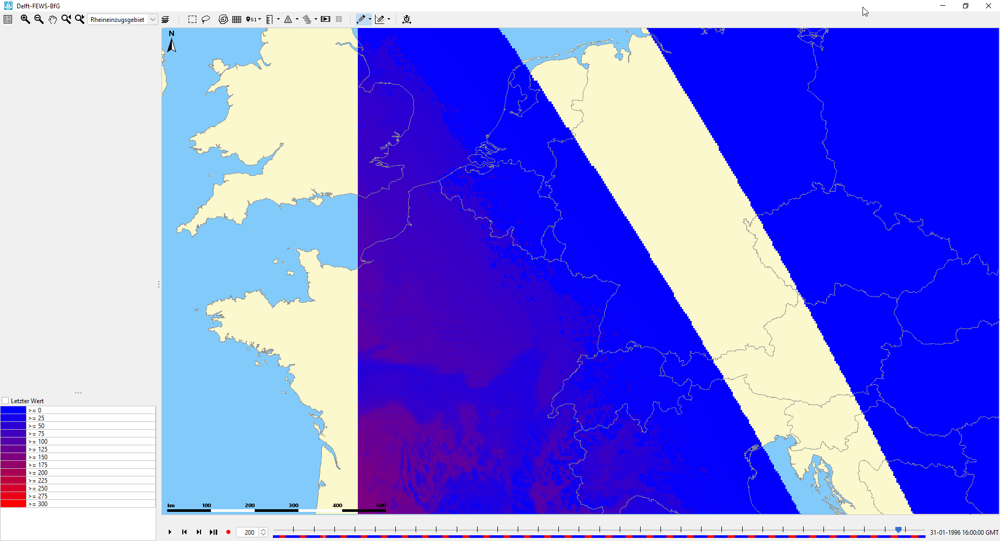 Delft-FEWS-BfG
Rheineinzugsgebiet
0.1
N
Letzter Wert
>= 0
>= 25
>= 50
>= 75
>= 100
>= 125
>= 150
>= 175
>= 200
>= 225
>= 250
>= 275
>= 300
km 100 200 300 400 500
200
31-01-1996 16:00:00 GMT